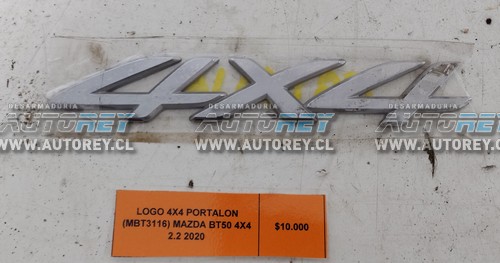 4x4
DESARMADURIA DESARMADURIA DESARMADURIA
AUTOREY AUTOREY AUTOREY
WWW.AUTOREY.CL WWW.AUTOREY.CL WWW.AUTOREY.CL
LOGO 4X4 PORTALON
(MBT3116) MAZDA BT50 4X4
2.2 2020
$10.000